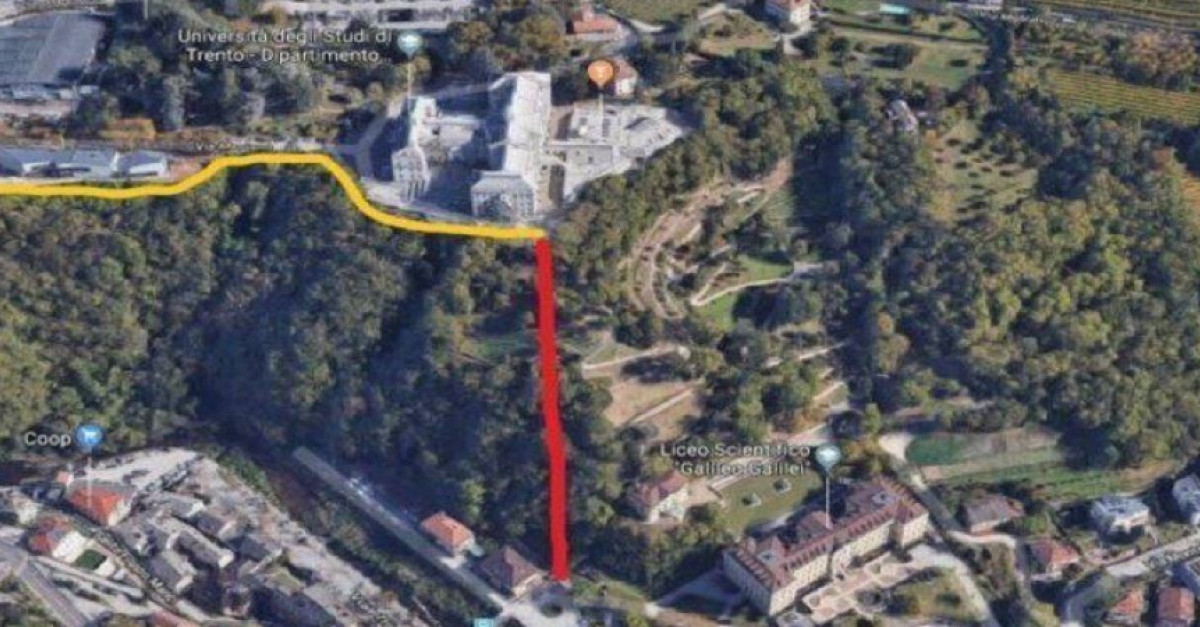 Università degli Studi di
Trento - Dipartimento...
Coop
Liceo Scientifico
"Galileo Galilei"